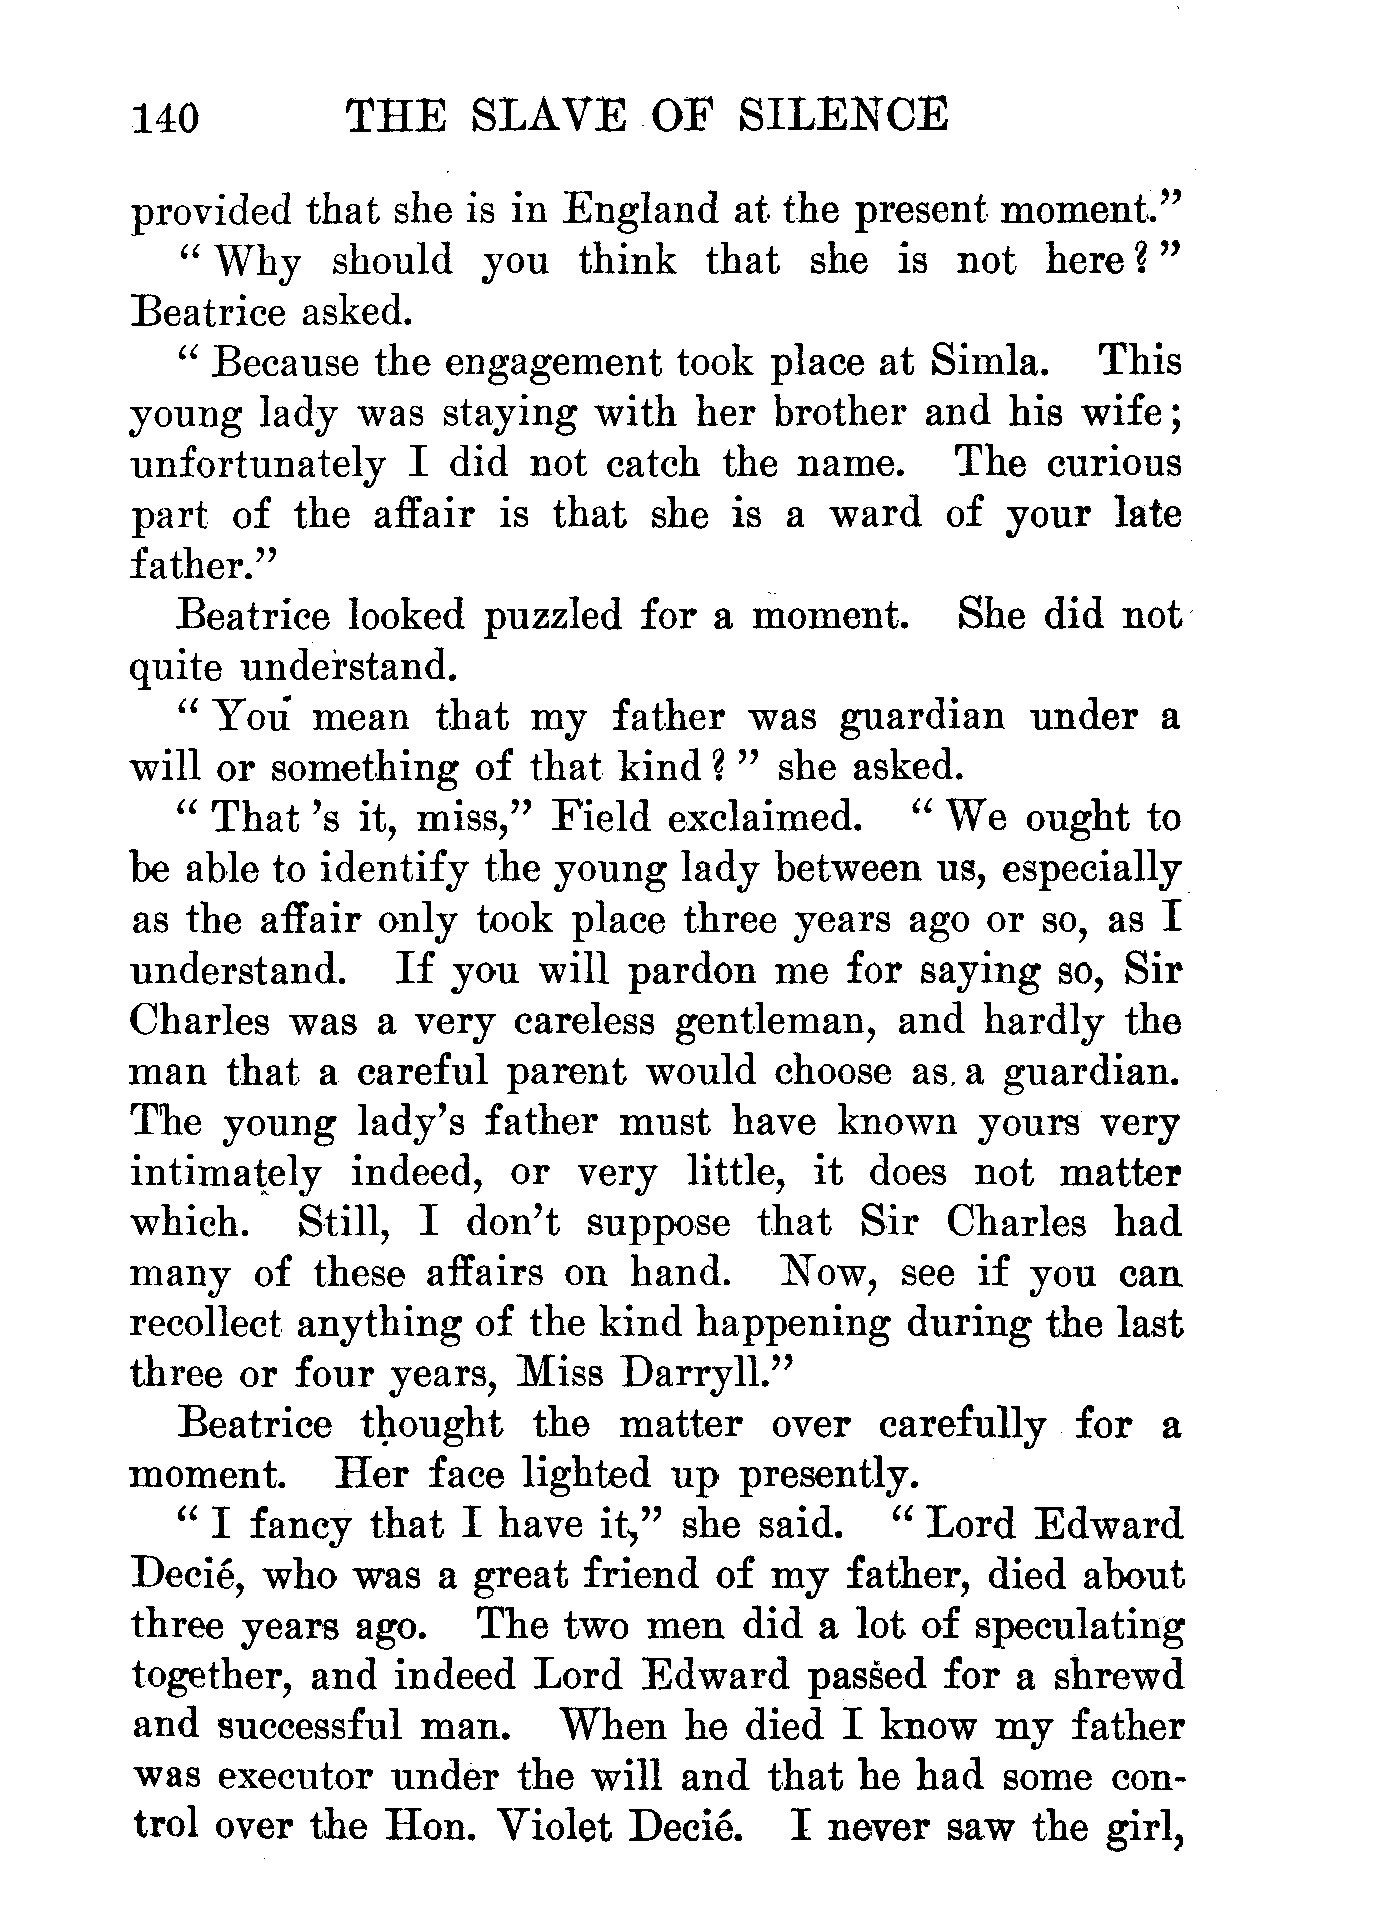 140 THE SLAVE OF SILENCE
provided that she is in England at the present moment.”
“ Why should you think that she is not here? ”
Beatrice asked.
“ Because the engagement took place at Simla. This
young lady was staying with her brother and his wife;
unfortunately I did not catch the name. The curious
part of the affair is that she is a ward of your late
father.”
Beatrice looked puzzled for a moment. She did not
quite understand.
“ You mean that my father was guardian under a
will or something of that kind? ” she asked.
“ That 's it, miss,” Field exclaimed. “ We ought to
be able to identify the young lady between us, especially
as the affair only took place three years ago or so, as I
understand. If you will pardon me for saying so, Sir
Charles was a very careless gentleman, and hardly the
man that a careful parent would choose as a guardian.
The young lady's father must have known yours very
intimately indeed, or very little, it does not matter
which. Still, I don't suppose that Sir Charles had
many of these affairs on hand. Now, see if you can
recollect anything of the kind happening during the last
three or four years, Miss Darryll.”
Beatrice thought the matter over carefully for a
moment. Her face lighted up presently.
“ I fancy that I have it,” she said. “ Lord Edward
Decié, who was a great friend of my father, died about
three years ago. The two men did a lot of speculating
together, and indeed Lord Edward passed for a shrewd
and successful man. When he died I know my father
was executor under the will and that he had some con-
trol over the Hon. Violet Decié. I never saw the girl,